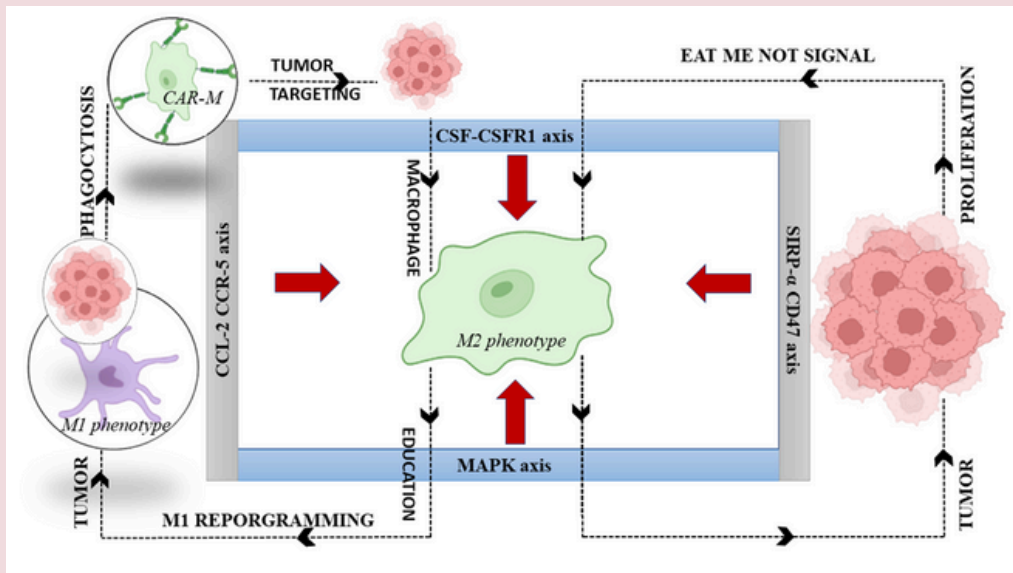 CAR-M
TUMOR
TARGETING
EAT ME NOT SIGNAL
CSF-CSFR1 axis
PHAGOCYTOSIS
MACROPHAGE
PROLIFERATION
CCL-2 CCR-5 axis
SIRP-α CD47 axis
M2 phenotype
M1 phenotype
EDUCATION
MAPK axis
TUMOR
M1 REPORGRAMMING
TUMOR